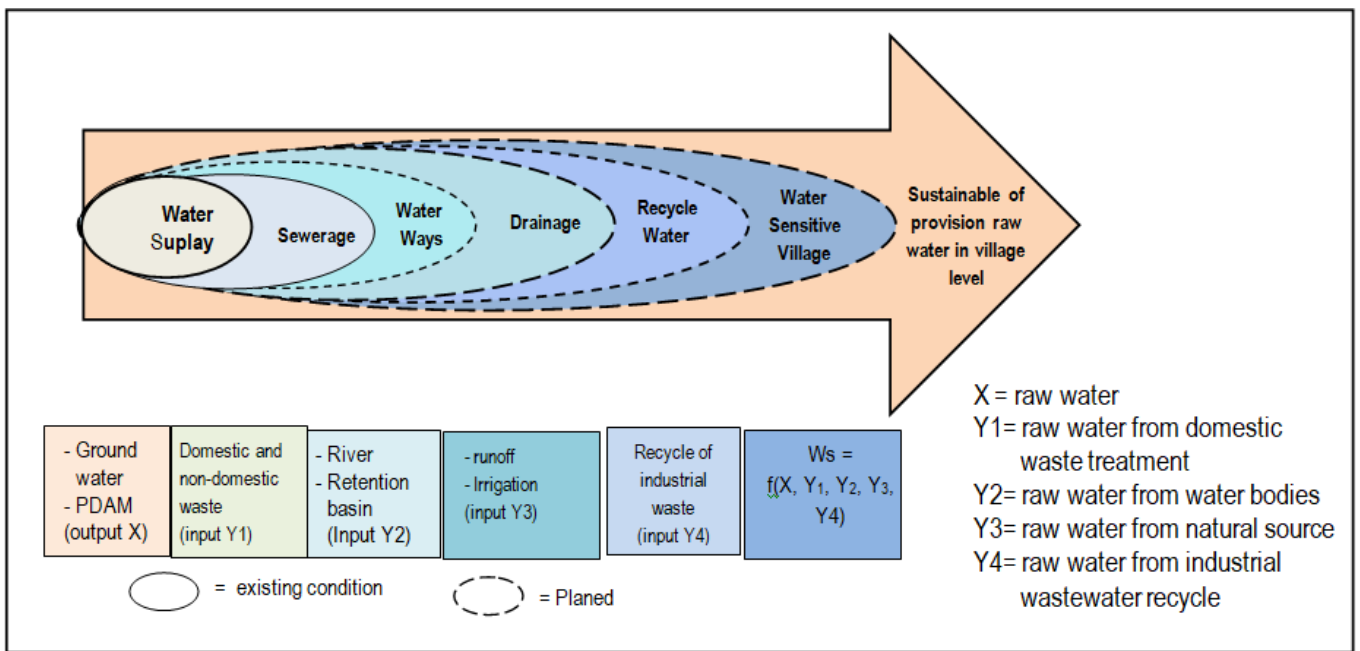 Water
Suplay
Sewerage
Water
Ways
Drainage
Recycle
Water
Water
Sensitive
Village
Sustainable of
provision raw
water in village
level
- Ground
water
- PDAM
(output X)
Domestic and
non-domestic
waste
(input Y1)
- River
- Retention
basin
(Input Y2)
- runoff
- Irrigation
(input Y3)
Recycle of
industrial
waste
(input Y4)
Ws =
f(X, Y1, Y2, Y3,
Y4)
= existing condition
= Planed
X = raw water
Y1= raw water from domestic
waste treatment
Y2= raw water from water bodies
Y3= raw water from natural source
Y4= raw water from industrial
wastewater recycle